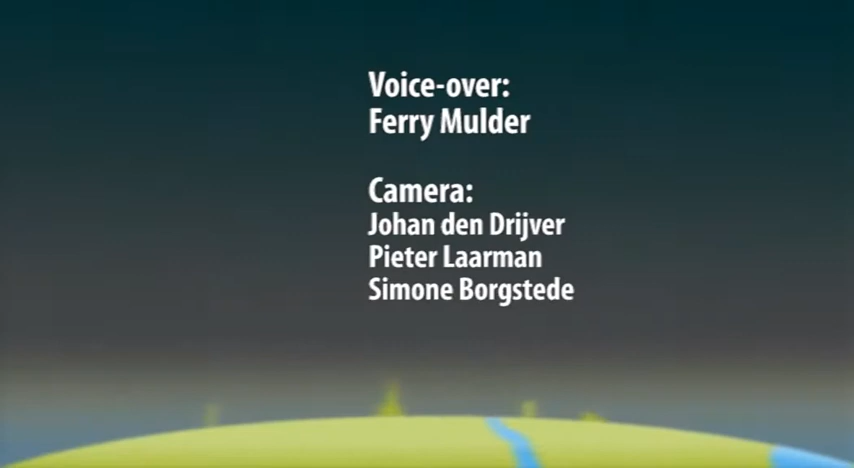 Voice-over:
Ferry Mulder
Camera:
Johan den Drijver
Pieter Laarman
Simone Borgstede